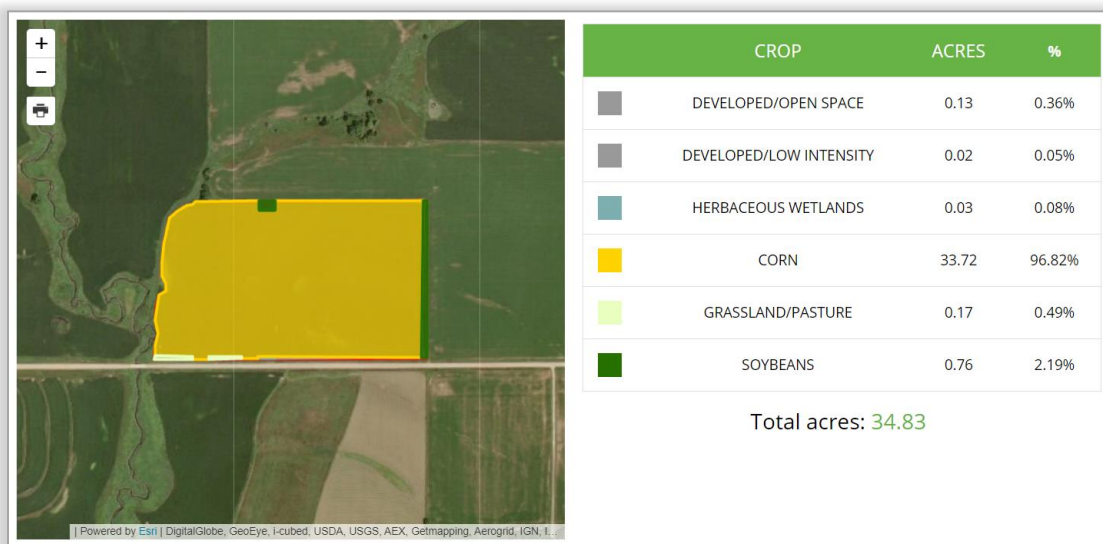 +
−
| Powered by Esri | DigitalGlobe, GeoEye, i-cubed, USDA, USGS, AEX, Getmapping, Aerogrid, IGN, I...
CROP ACRES %
DEVELOPED/OPEN SPACE 0.13 0.36%
DEVELOPED/LOW INTENSITY 0.02 0.05%
HERBACEOUS WETLANDS 0.03 0.08%
CORN 33.72 96.82%
GRASSLAND/PASTURE 0.17 0.49%
SOYBEANS 0.76 2.19%
Total acres: 34.83